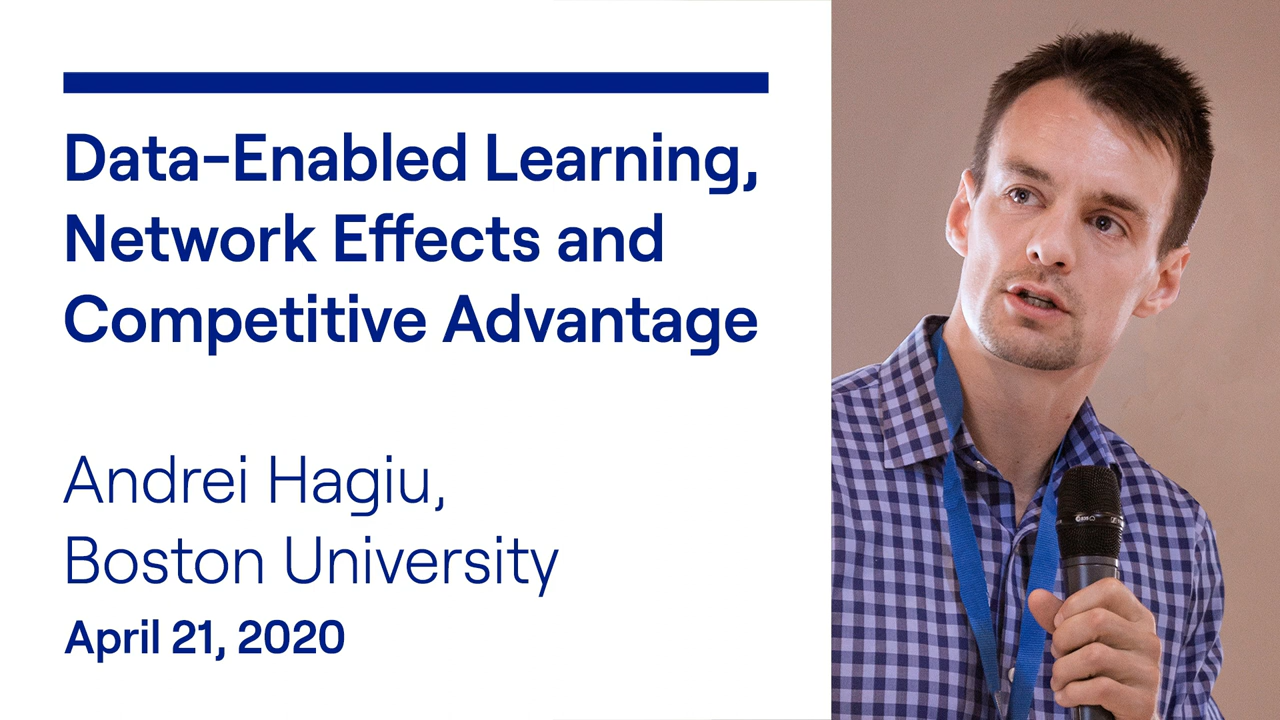 Data-Enabled Learning,
Network Effects and
Competitive Advantage
Andrei Hagiu,
Boston University
April 21, 2020